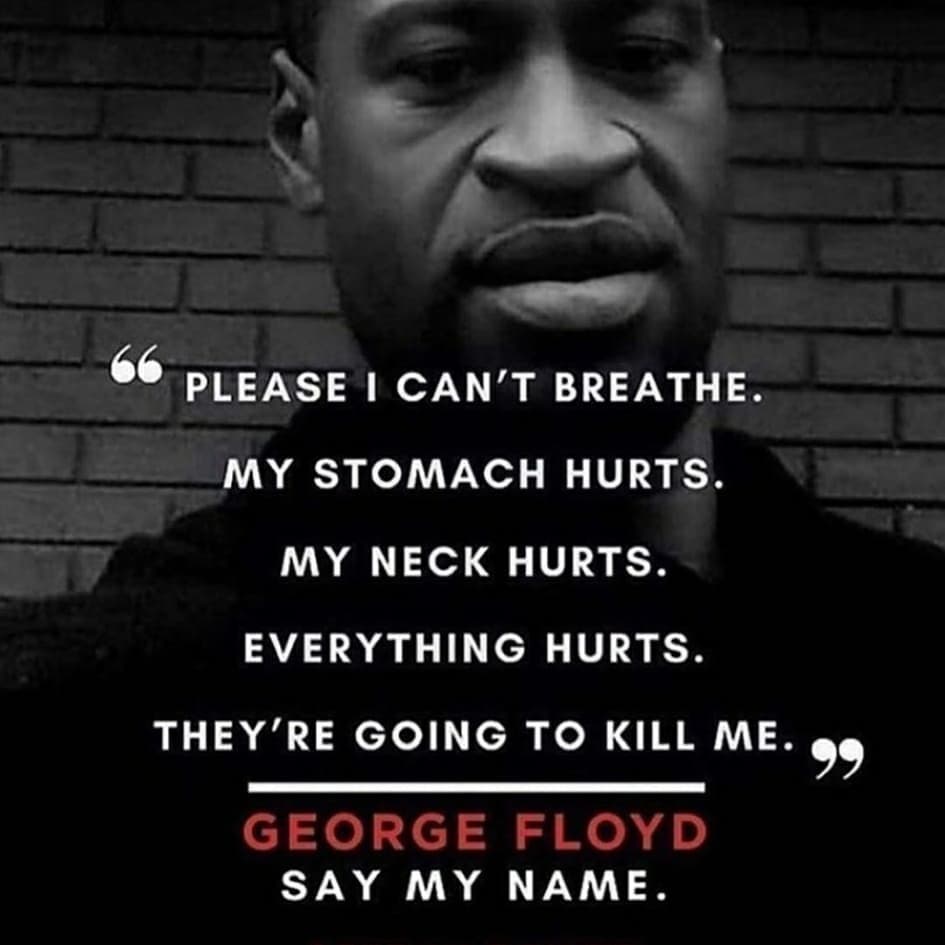 “ PLEASE I CAN’T BREATHE.
MY STOMACH HURTS.
MY NECK HURTS.
EVERYTHING HURTS.
THEY’RE GOING TO KILL ME. ”
GEORGE FLOYD
SAY MY NAME.